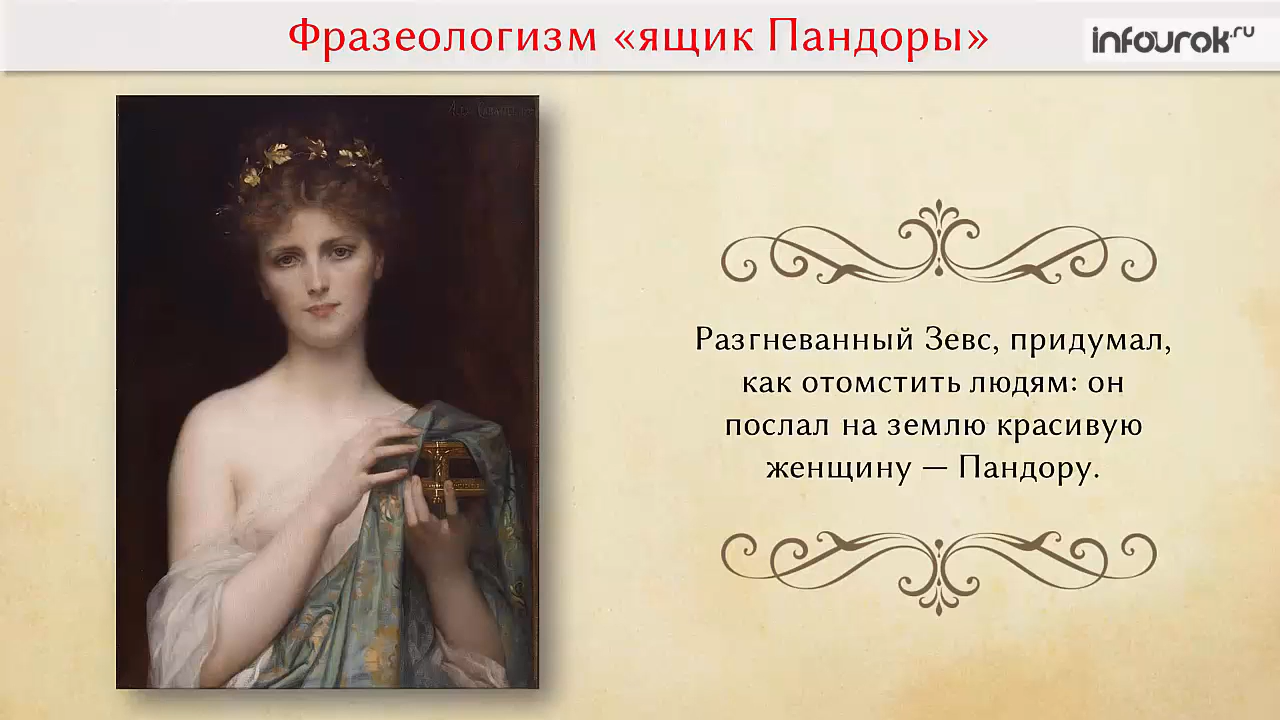 Фразеологизм «ящик Пандоры»
infourok.ru
Разгневанный Зевс, придумал,
как отомстить людям: он
послал на землю красивую
женщину — Пандору.